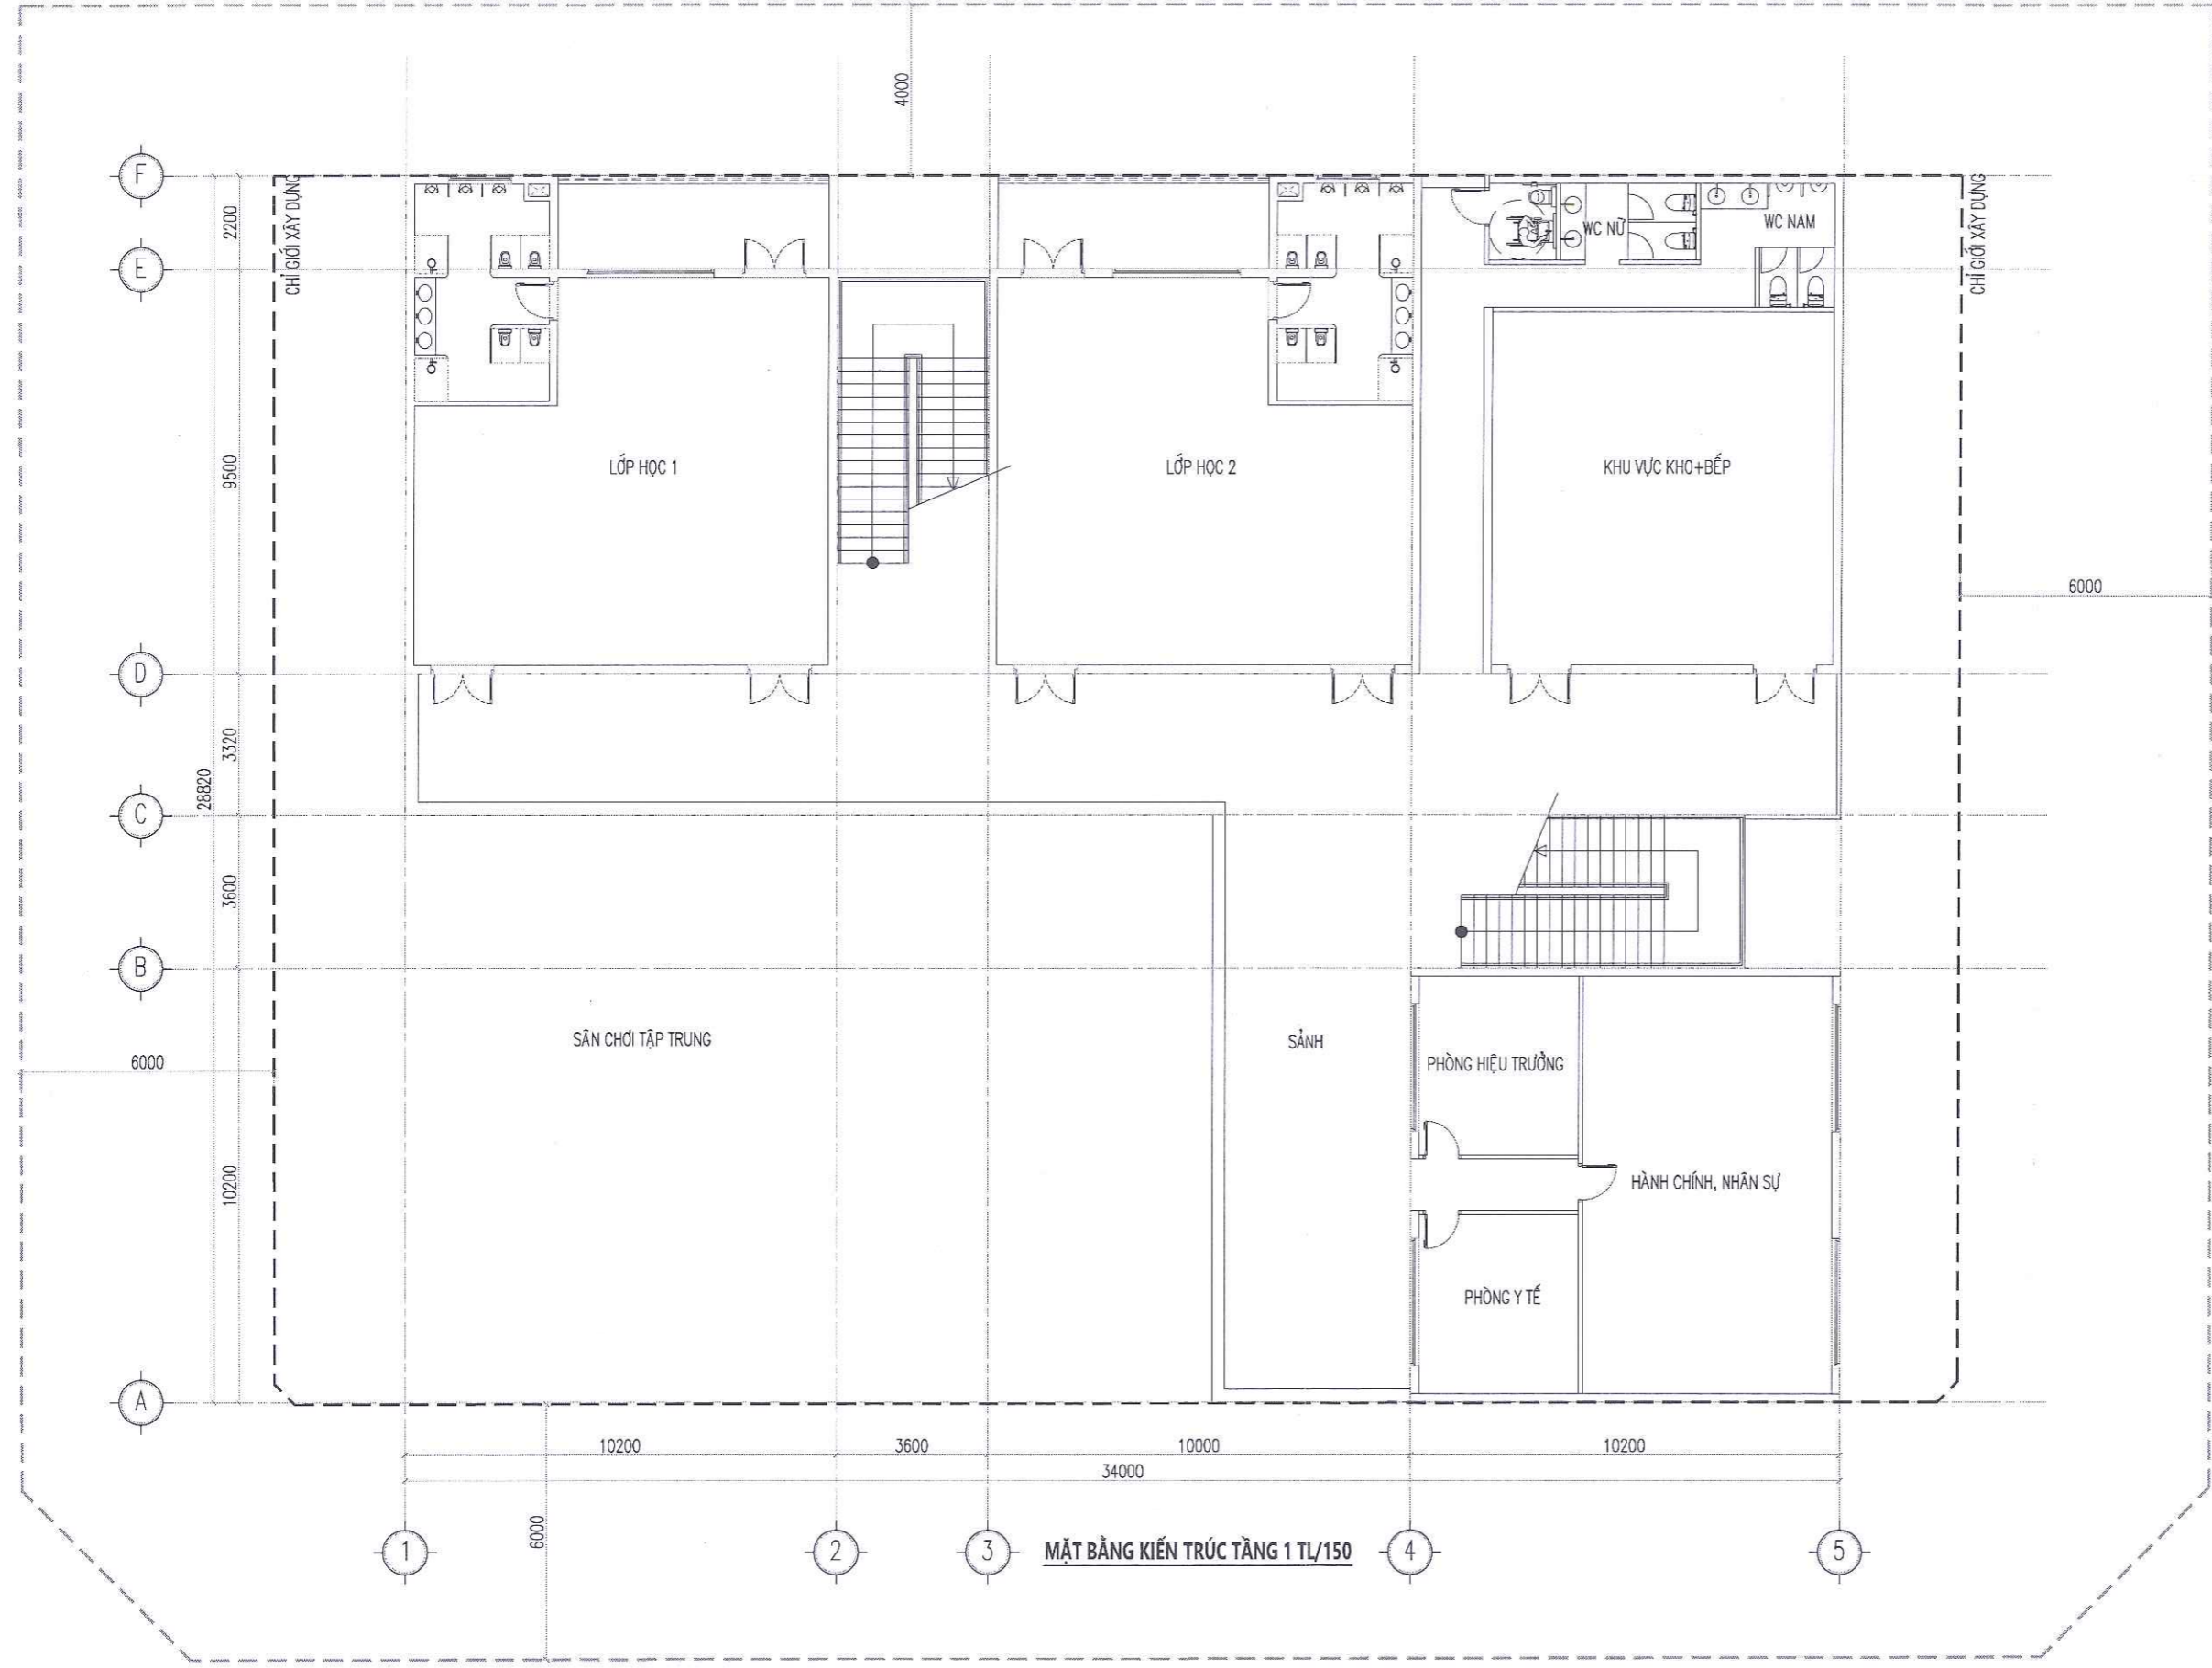 4000
F
CHỈ GIỚI XÂY DỰNG
CHỈ GIỚI XÂY DỰNG
2200
WC NỮ
WC NAM
E
9500
LỚP HỌC 1
LỚP HỌC 2
KHU VỰC KHO+BẾP
6000
D
3320
28820
C
3600
B
SÂN CHƠI TẬP TRUNG
SẢNH
6000
PHÒNG HIỆU TRƯỞNG
10200
HÀNH CHÍNH, NHÂN SỰ
PHÒNG Y TẾ
A
10200
3600
10000
10200
34000
6000
1
2
3
MẶT BẰNG KIẾN TRÚC TẦNG 1 TL/150
4
5